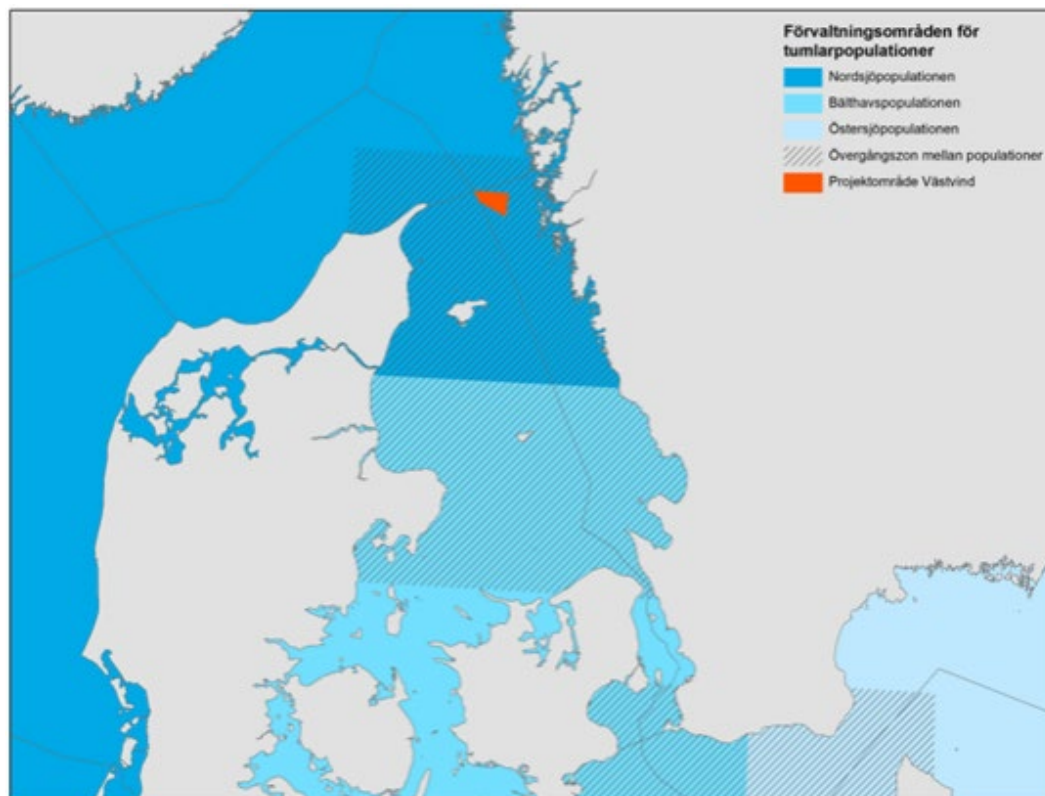 Förvaltningsområden för
tumlarpopulationer
Nordsjöpopulationen
Bälthavspopulationen
Östersjöpopulationen
Övergångszon mellan populationer
Projektområde Västvind